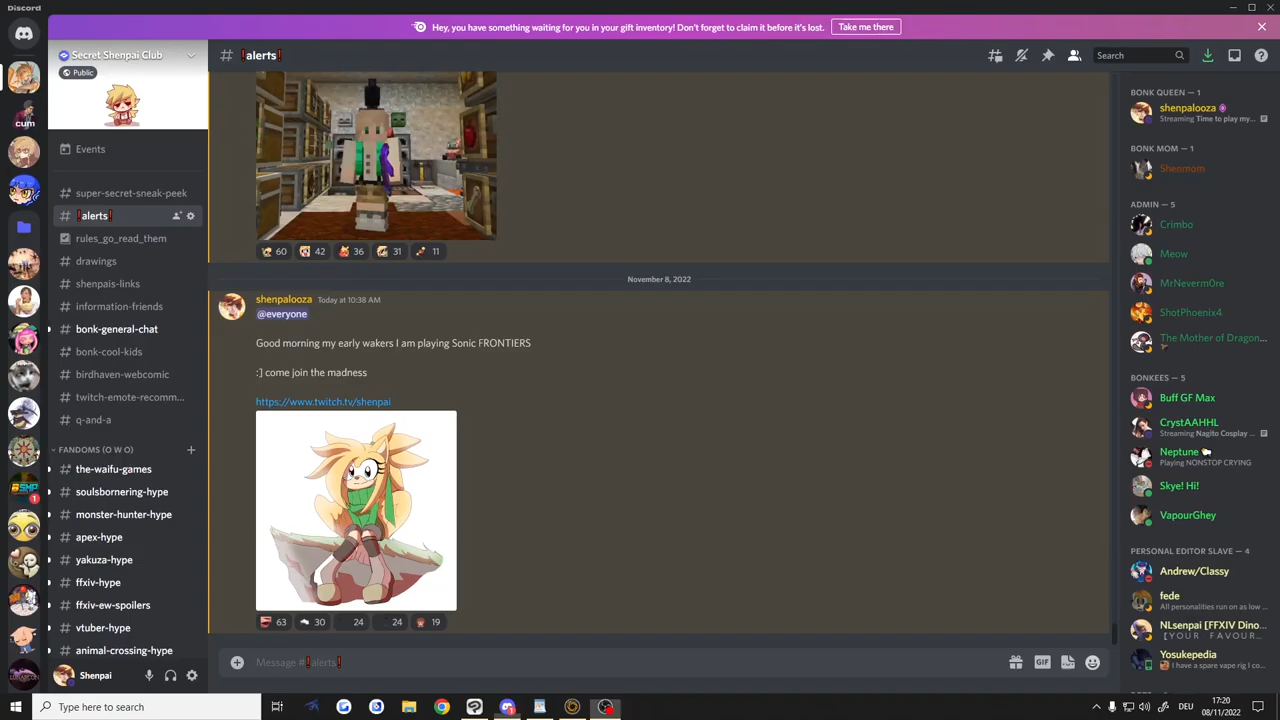 Discord
Hey, you have something waiting for you in your gift inventory! Don't forget to claim it before it's lost.
Take me there
Secret Shenpai Club
Public
Events
super-secret-sneak-peek
❗alerts❗
rules_go_read_them
drawings
shenpais-links
information-friends
bonk-general-chat
bonk-cool-kids
birdhaven-webcomic
twitch-emote-recomm...
q-and-a
FANDOMS (O W O)
the-waifu-games
soulsbornering-hype
monster-hunter-hype
apex-hype
yakuza-hype
ffxiv-hype
ffxiv-ew-spoilers
vtuber-hype
animal-crossing-hype
Shenpai
cum
1
❗alerts❗
Search
60 42 36 31 11
November 8, 2022
shenpalooza Today at 10:38 AM
@everyone
Good morning my early wakers I am playing Sonic FRONTIERS
:] come join the madness
https://www.twitch.tv/shenpai
63 30 24 24 19
Message #❗alerts❗
GIF
BONK QUEEN — 1
shenpalooza
Streaming Time to play my...
BONK MOM — 1
Shenmom
ADMIN — 5
Crimbo
Meow
MrNeverm0re
ShotPhoenix4
The Mother of Dragon...
BONKEES — 5
Buff GF Max
CrystAAHHL
Streaming Nagito Cosplay ...
Neptune
Playing NONSTOP CRYING
Skye! Hi!
VapourGhey
PERSONAL EDITOR SLAVE — 4
Andrew/Classy
fede
All personalities run on as low ...
NLsenpai [FFXIV Dino...
【ＹＯＵＲ　ＦＡＶＯＵＲ...
Yosukepedia
I have a spare vape rig I co...
Type here to search
DEU
17:20
08/11/2022